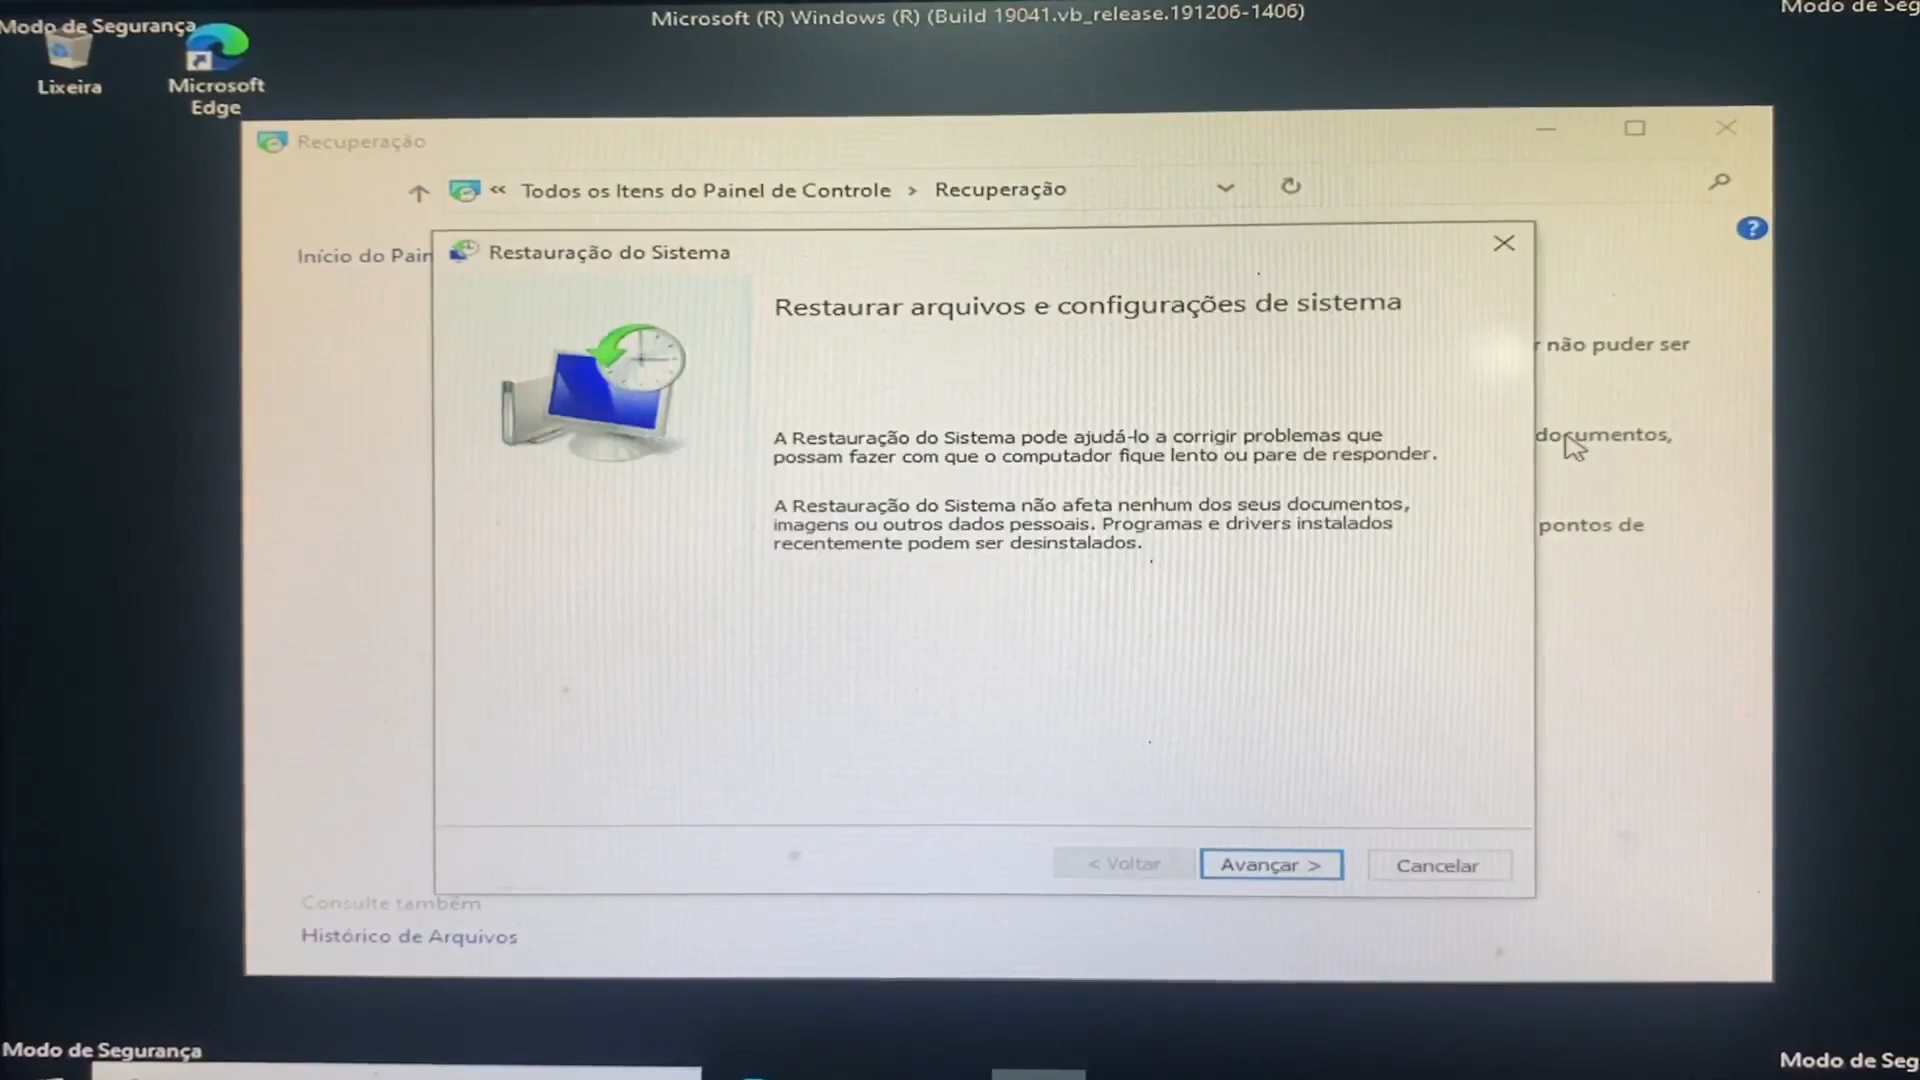 Modo de Segurança
Microsoft (R) Windows (R) (Build 19041.vb_release.191206-1406)
Modo de Seg
Lixeira
Microsoft
Edge
Recuperação
« Todos os Itens do Painel de Controle > Recuperação
?
Início do Pain
Restauração do Sistema
Restaurar arquivos e configurações de sistema
r não puder ser
A Restauração do Sistema pode ajudá-lo a corrigir problemas que
possam fazer com que o computador fique lento ou pare de responder.
documentos,
A Restauração do Sistema não afeta nenhum dos seus documentos,
imagens ou outros dados pessoais. Programas e drivers instalados
recentemente podem ser desinstalados.
pontos de
< Voltar
Avançar >
Cancelar
Consulte também
Histórico de Arquivos
Modo de Segurança
Modo de Seg